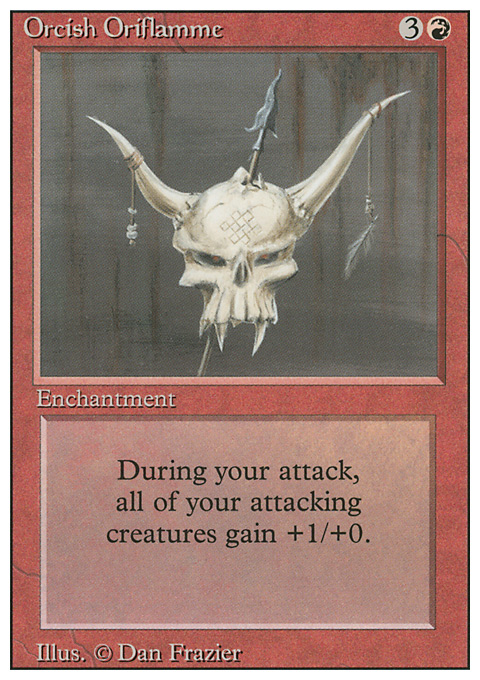 Orcish Oriflamme 3
Enchantment
During your attack,
all of your attacking
creatures gain +1/+0.
Illus. © Dan Frazier